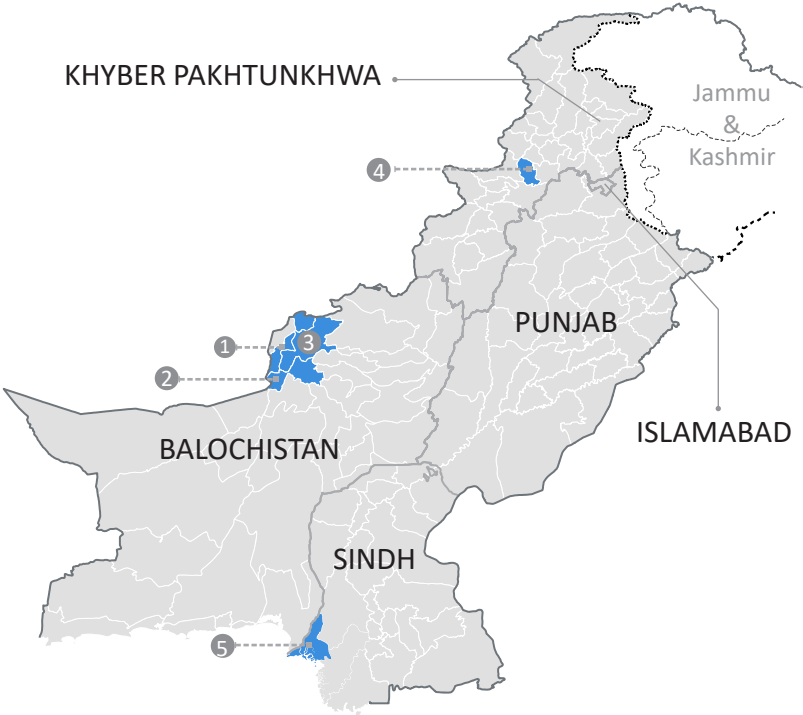 KHYBER PAKHTUNKHWA
Jammu
&
Kashmir
4
PUNJAB
1
3
2
ISLAMABAD
BALOCHISTAN
SINDH
5